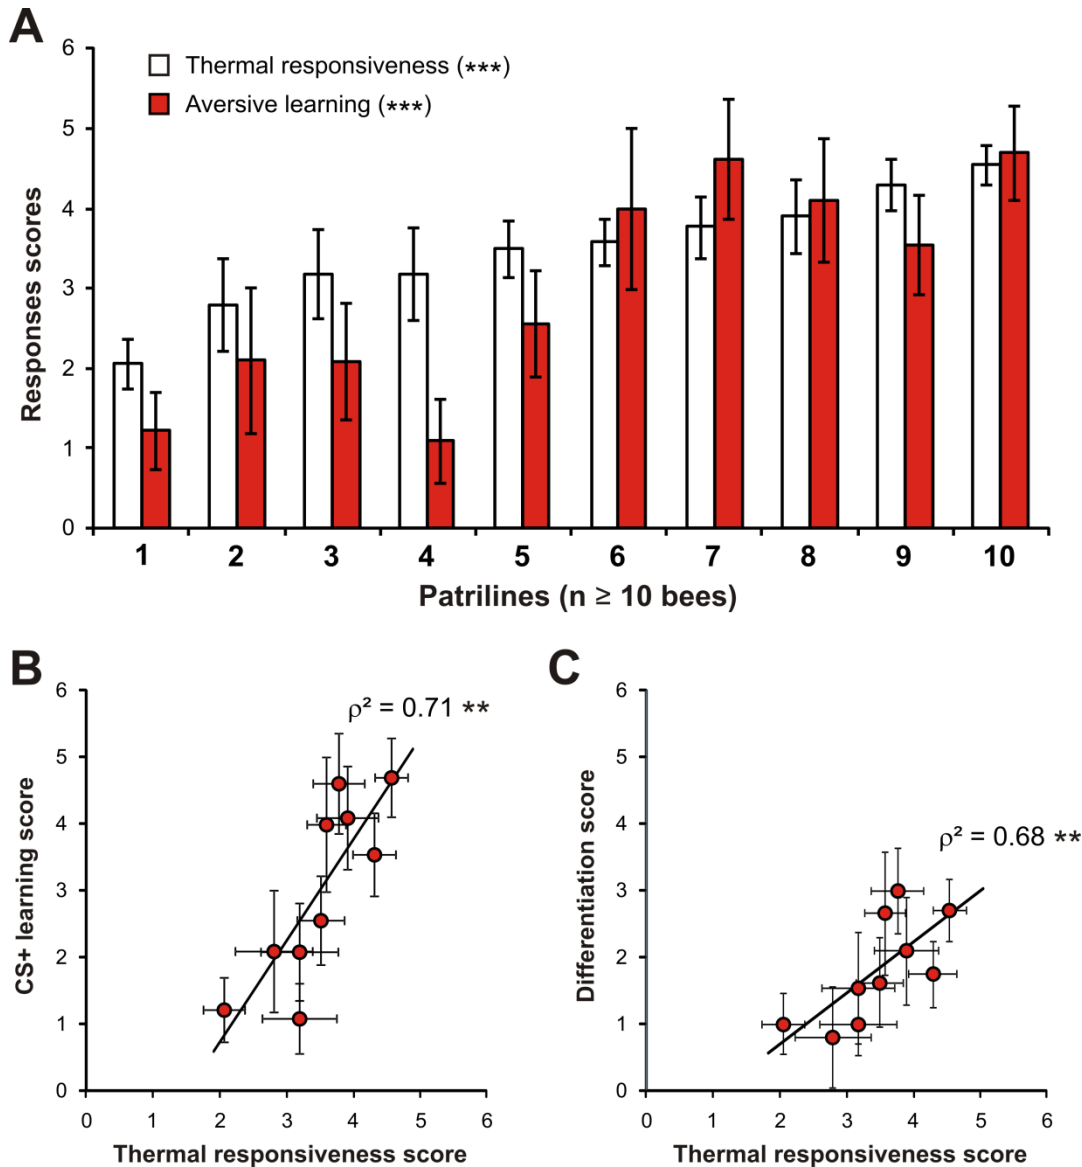 A
Thermal responsiveness (***)
Aversive learning (***)
Responses scores
6
5
4
3
2
1
0
1 2 3 4 5 6 7 8 9 10
Patrilines (n ≥ 10 bees)
B
ρ² = 0.71 **
CS+ learning score
6
5
4
3
2
1
0
0 1 2 3 4 5 6
Thermal responsiveness score
C
ρ² = 0.68 **
Differentiation score
6
5
4
3
2
1
0
0 1 2 3 4 5 6
Thermal responsiveness score